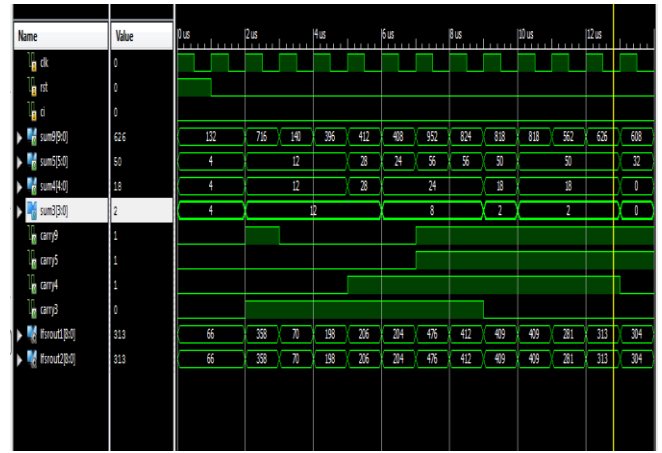 Name Value 0 us 2 us 4 us 6 us 8 us 10 us 12 us
clk 0
rst 0
ci 0
sum9[9:0] 626 132 716 140 396 412 408 952 824 818 818 562 626 608
sum5[5:0] 50 4 12 28 24 56 56 50 50 32
sum4[4:0] 18 4 12 28 24 18 18 0
sum3[3:0] 2 4 12 8 2 2 0
carry9 1
carry5 1
carry4 1
carry3 0
lfsrout1[8:0] 313 66 358 70 198 206 204 476 412 409 409 281 313 304
lfsrout2[8:0] 313 66 358 70 198 206 204 476 412 409 409 281 313 304